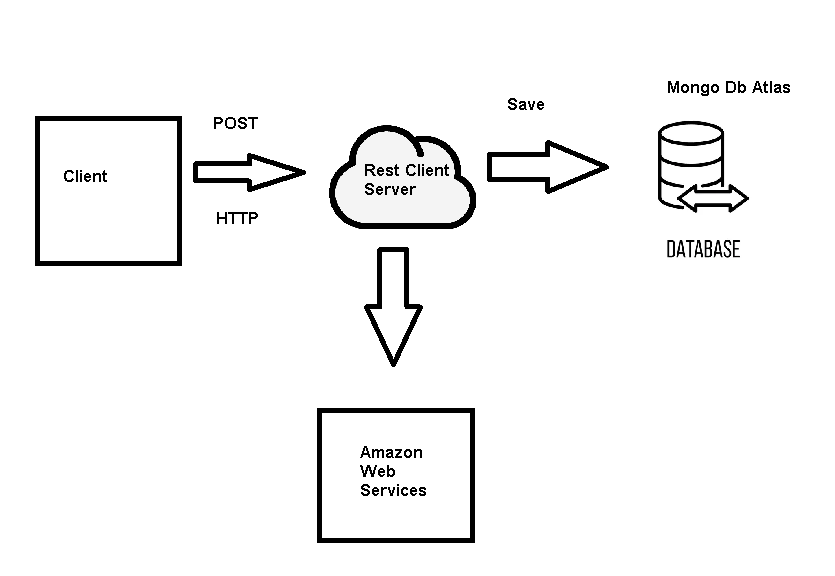 Mongo Db Atlas
Save
POST
Client
Rest Client
Server
HTTP
DATABASE
Amazon
Web
Services